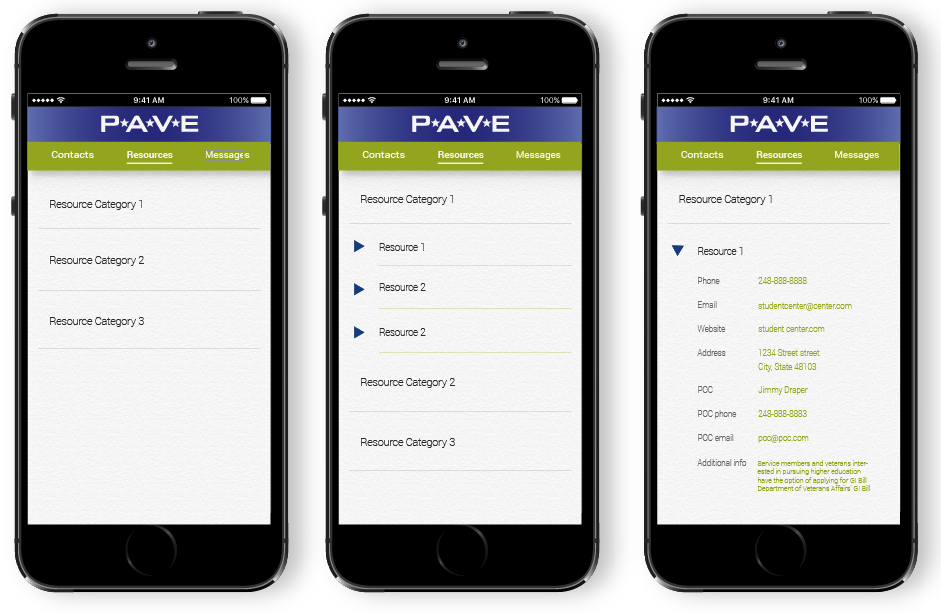 9:41 AM 100%
P★A★V★E
Contacts Resources Messages
Resource Category 1
Resource Category 2
Resource Category 3
9:41 AM 100%
P★A★V★E
Contacts Resources Messages
Resource Category 1
Resource 1
Resource 2
Resource 2
Resource Category 2
Resource Category 3
9:41 AM 100%
P★A★V★E
Contacts Resources Messages
Resource Category 1
Resource 1
Phone 248-888-8888
Email studentcenter@center.com
Website student center.com
Address 1234 Street street
City, State 48103
POC Jimmy Draper
POC phone 248-888-8883
POC email poc@poc.com
Additional info Service members and veterans inter-
ested in pursuing higher education
have the option of applying for GI Bill
Department of Veterans Affairs' GI Bill